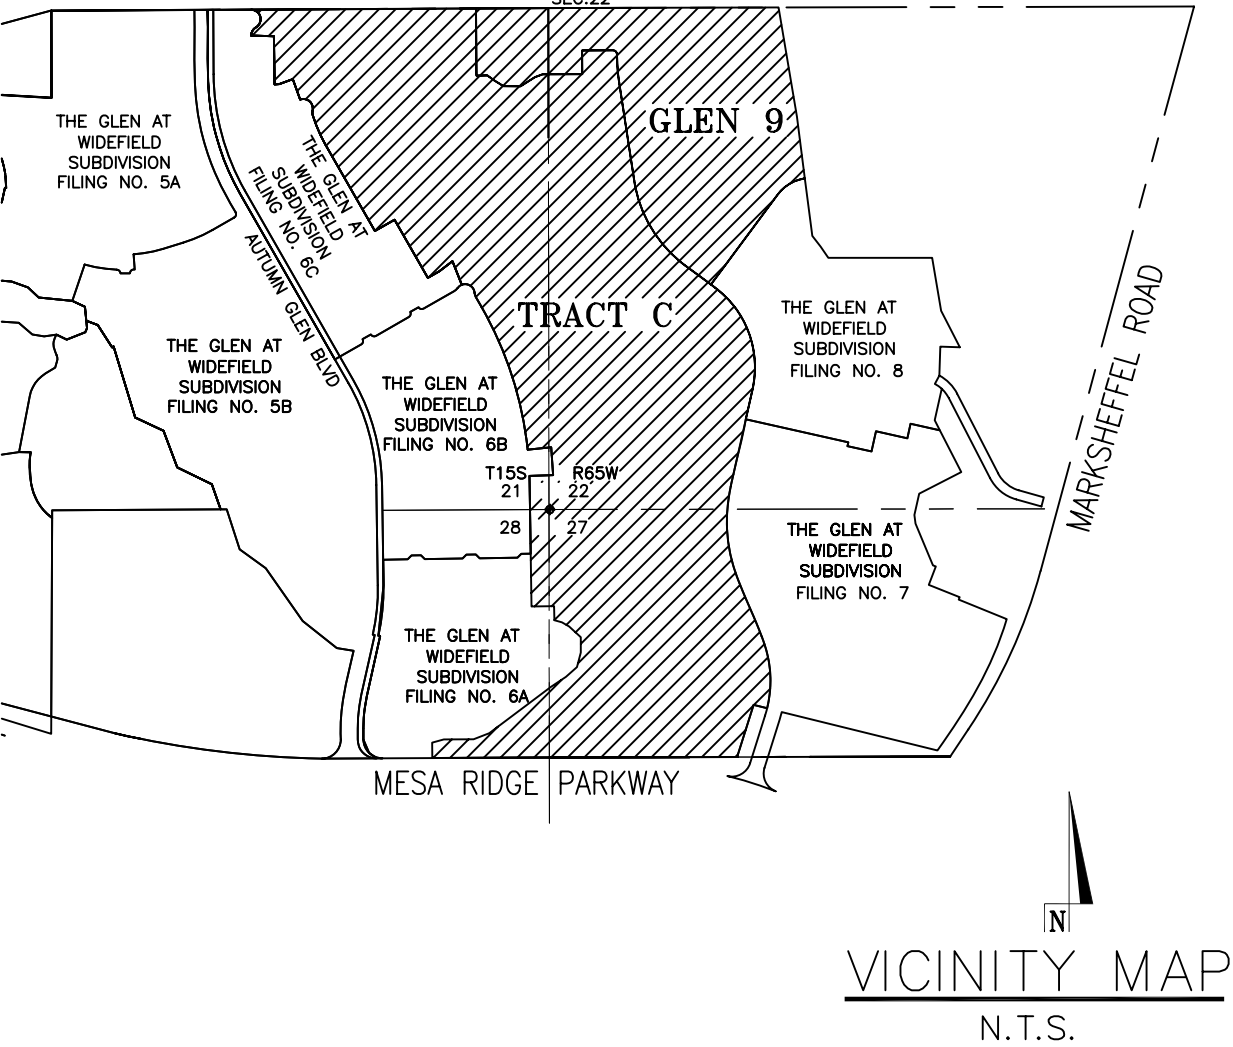 SEC.22
GLEN 9
THE GLEN AT
WIDEFIELD
SUBDIVISION
FILING NO. 5A
THE GLEN AT
WIDEFIELD
SUBDIVISION
FILING NO. 6C
AUTUMN GLEN BLVD
TRACT C
THE GLEN AT
WIDEFIELD
SUBDIVISION
FILING NO. 8
MARKSHEFFEL ROAD
THE GLEN AT
WIDEFIELD
SUBDIVISION
FILING NO. 5B
THE GLEN AT
WIDEFIELD
SUBDIVISION
FILING NO. 6B
T15S R65W
21 22
28 27
THE GLEN AT
WIDEFIELD
SUBDIVISION
FILING NO. 7
THE GLEN AT
WIDEFIELD
SUBDIVISION
FILING NO. 6A
MESA RIDGE PARKWAY
N
VICINITY MAP
N.T.S.